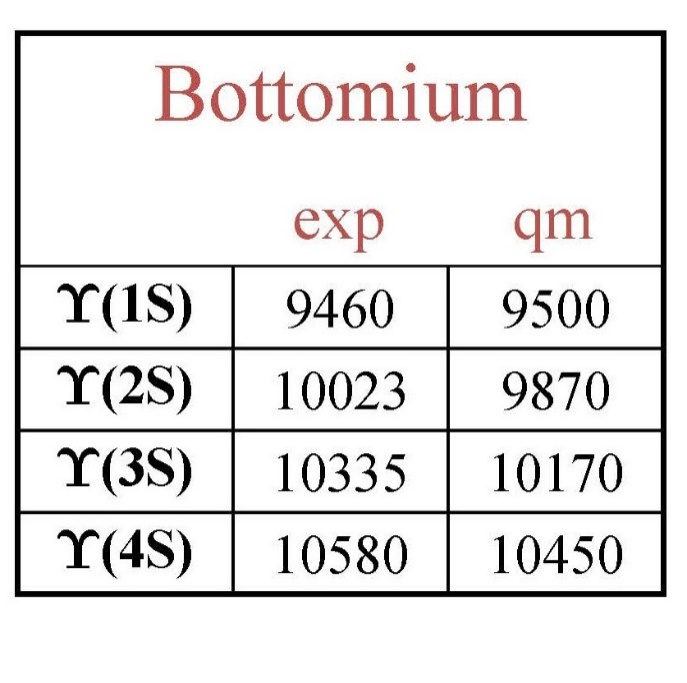 Bottomium
exp qm
ϒ(1S) 9460 9500
ϒ(2S) 10023 9870
ϒ(3S) 10335 10170
ϒ(4S) 10580 10450